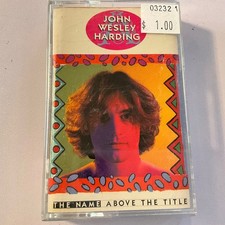 JOHN
WESLEY
HARDING
03232 1
$ 1.00
THE NAME ABOVE THE TITLE